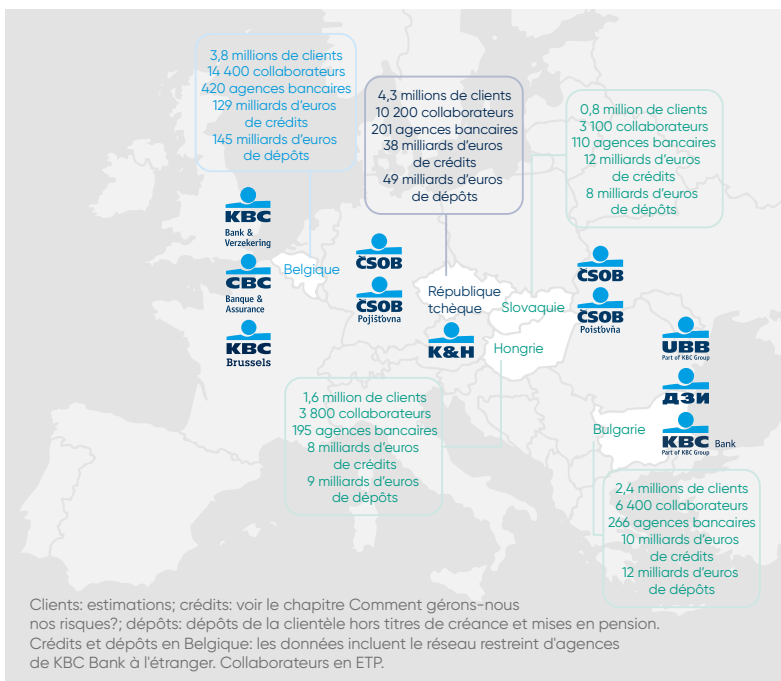 3,8 millions de clients
14 400 collaborateurs
420 agences bancaires
129 milliards d'euros
de crédits
145 milliards d'euros
de dépôts
4,3 millions de clients
10 200 collaborateurs
201 agences bancaires
38 milliards d'euros
de crédits
49 milliards d'euros
de dépôts
0,8 million de clients
3 100 collaborateurs
110 agences bancaires
12 milliards d'euros
de crédits
8 milliards d'euros
de dépôts
KBC
Bank &
Verzekering
CBC
Banque &
Assurance
KBC
Brussels
Belgique
ČSOB
ČSOB
Pojišťovna
République
tchèque
K&H
Slovaquie
Hongrie
ČSOB
ČSOB
Poisťovňa
UBB
Part of KBC Group
ДЗИ
KBC Bank
Part of KBC Group
Bulgarie
1,6 million de clients
3 800 collaborateurs
195 agences bancaires
8 milliards d'euros
de crédits
9 milliards d'euros
de dépôts
2,4 millions de clients
6 400 collaborateurs
266 agences bancaires
10 milliards d'euros
de crédits
12 milliards d'euros
de dépôts
Clients: estimations; crédits: voir le chapitre Comment gérons-nous
nos risques?; dépôts: dépôts de la clientèle hors titres de créance et mises en pension.
Crédits et dépôts en Belgique: les données incluent le réseau restreint d'agences
de KBC Bank à l'étranger. Collaborateurs en ETP.